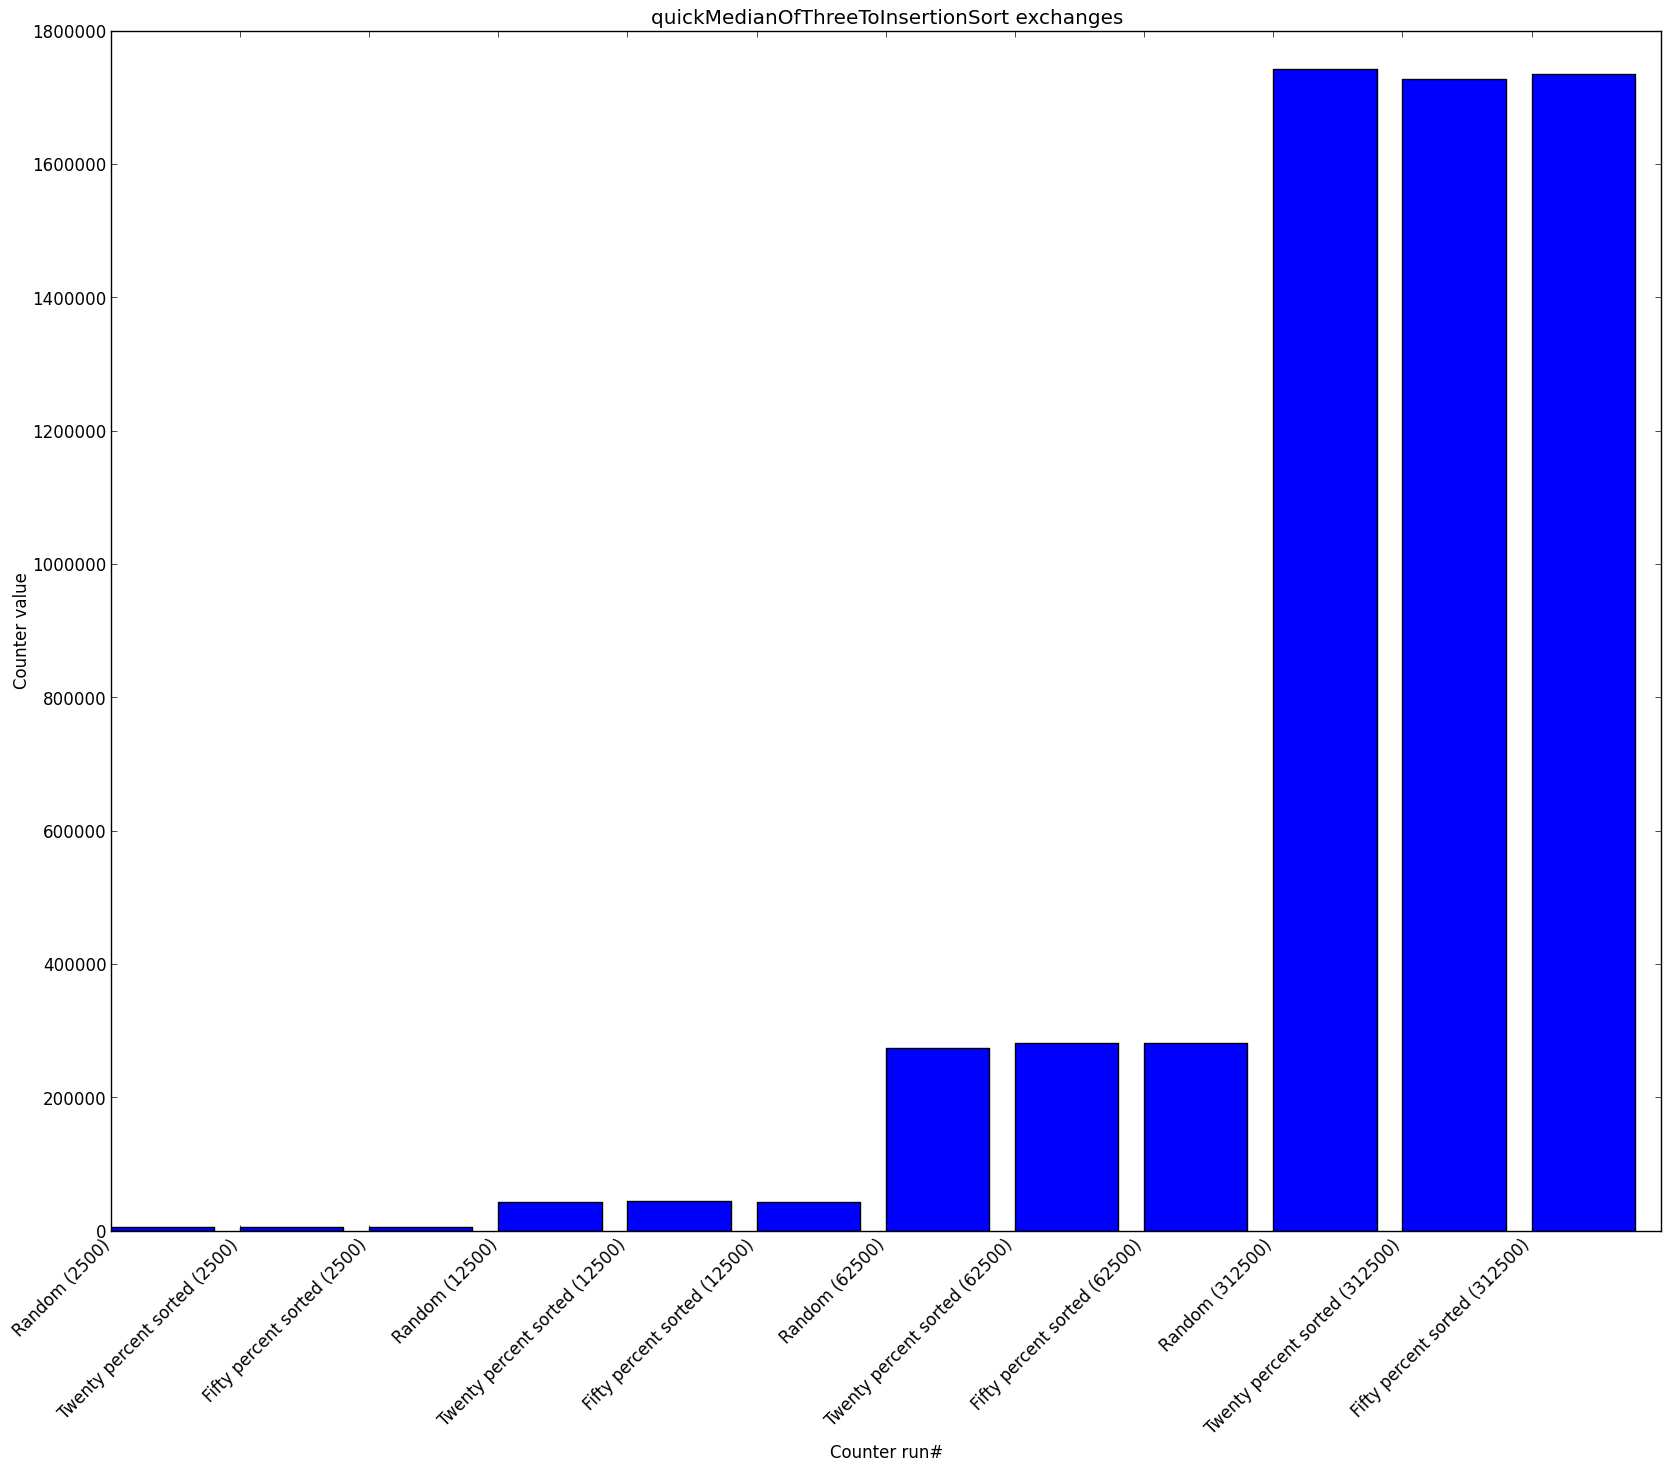 quickMedianOfThreeToInsertionSort exchanges
1800000
1600000
1400000
1200000
1000000
800000
600000
400000
200000
0
Counter value
Random (2500)
Twenty percent sorted (2500)
Fifty percent sorted (2500)
Random (12500)
Twenty percent sorted (12500)
Fifty percent sorted (12500)
Random (62500)
Twenty percent sorted (62500)
Fifty percent sorted (62500)
Random (312500)
Twenty percent sorted (312500)
Fifty percent sorted (312500)
Counter run#